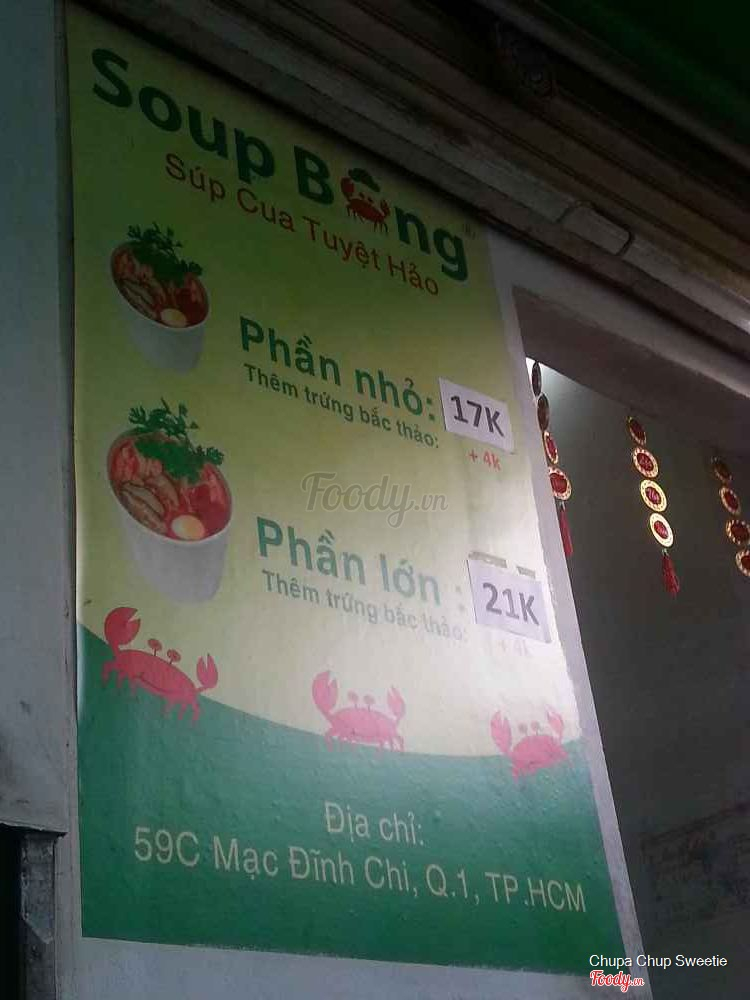 Soup Bông
Súp Cua Tuyệt Hảo
Phần nhỏ: 17K
Thêm trứng bắc thảo: + 4k
Foody.vn
Phần lớn : 21K
Thêm trứng bắc thảo: + 4k
Địa chỉ:
59C Mạc Đĩnh Chi, Q.1, TP.HCM
Chupa Chup Sweetie
Foody.vn